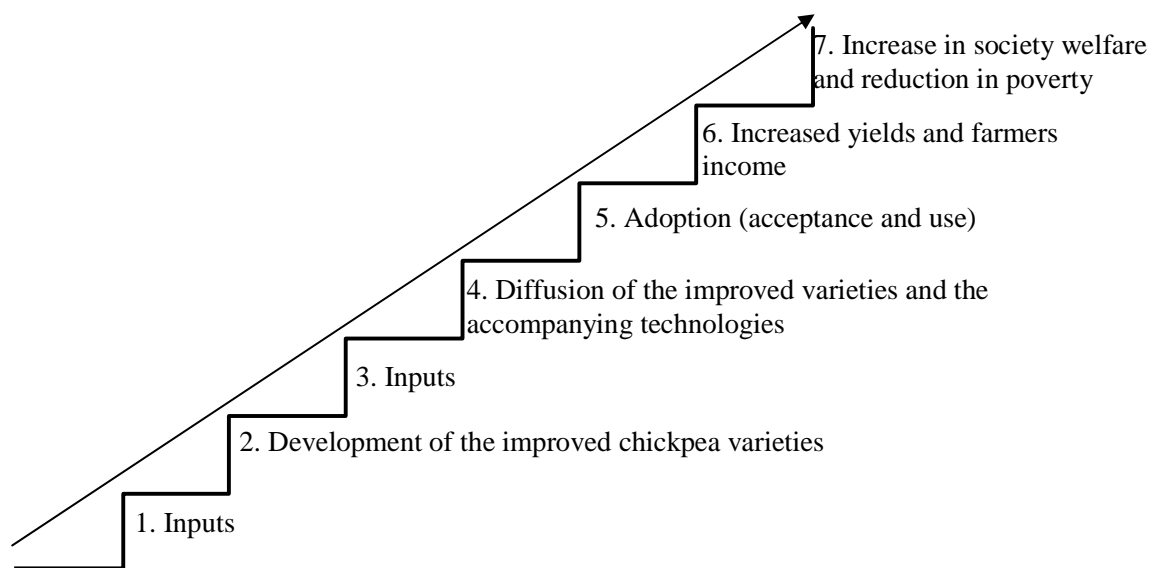 7. Increase in society welfare
and reduction in poverty
6. Increased yields and farmers
income
5. Adoption (acceptance and use)
4. Diffusion of the improved varieties and the
accompanying technologies
3. Inputs
2. Development of the improved chickpea varieties
1. Inputs